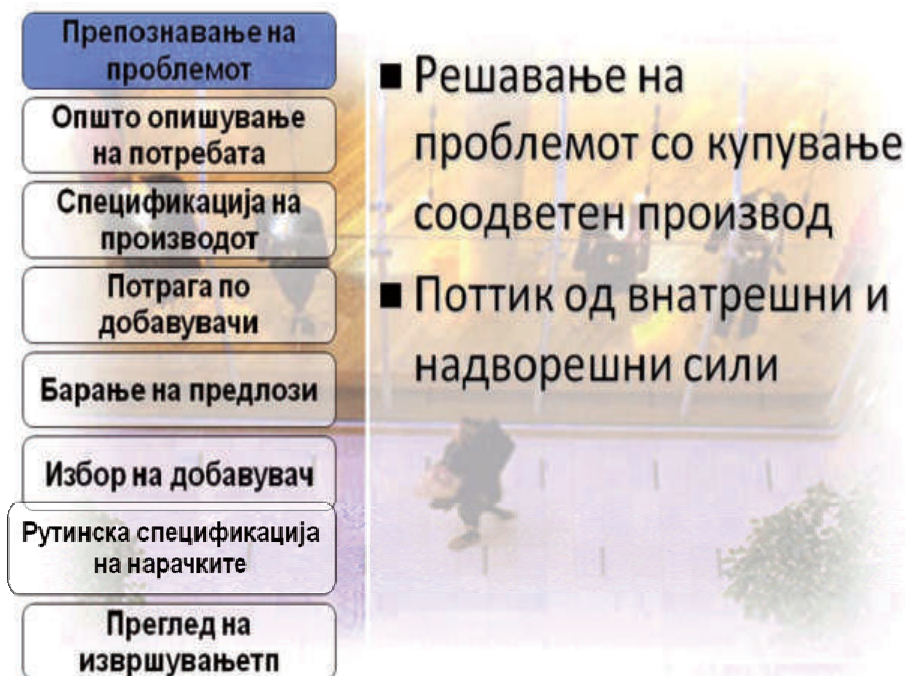 Препознавање на
проблемот
Општо опишување
на потребата
Спецификација на
производот
Потрага по
добавувачи
Барање на предлози
Избор на добавувач
Рутинска спецификација
на нарачките
Преглед на
извршувањетп
■ Решавање на
проблемот со купување
соодветен производ
■ Поттик од внатрешни и
надворешни сили